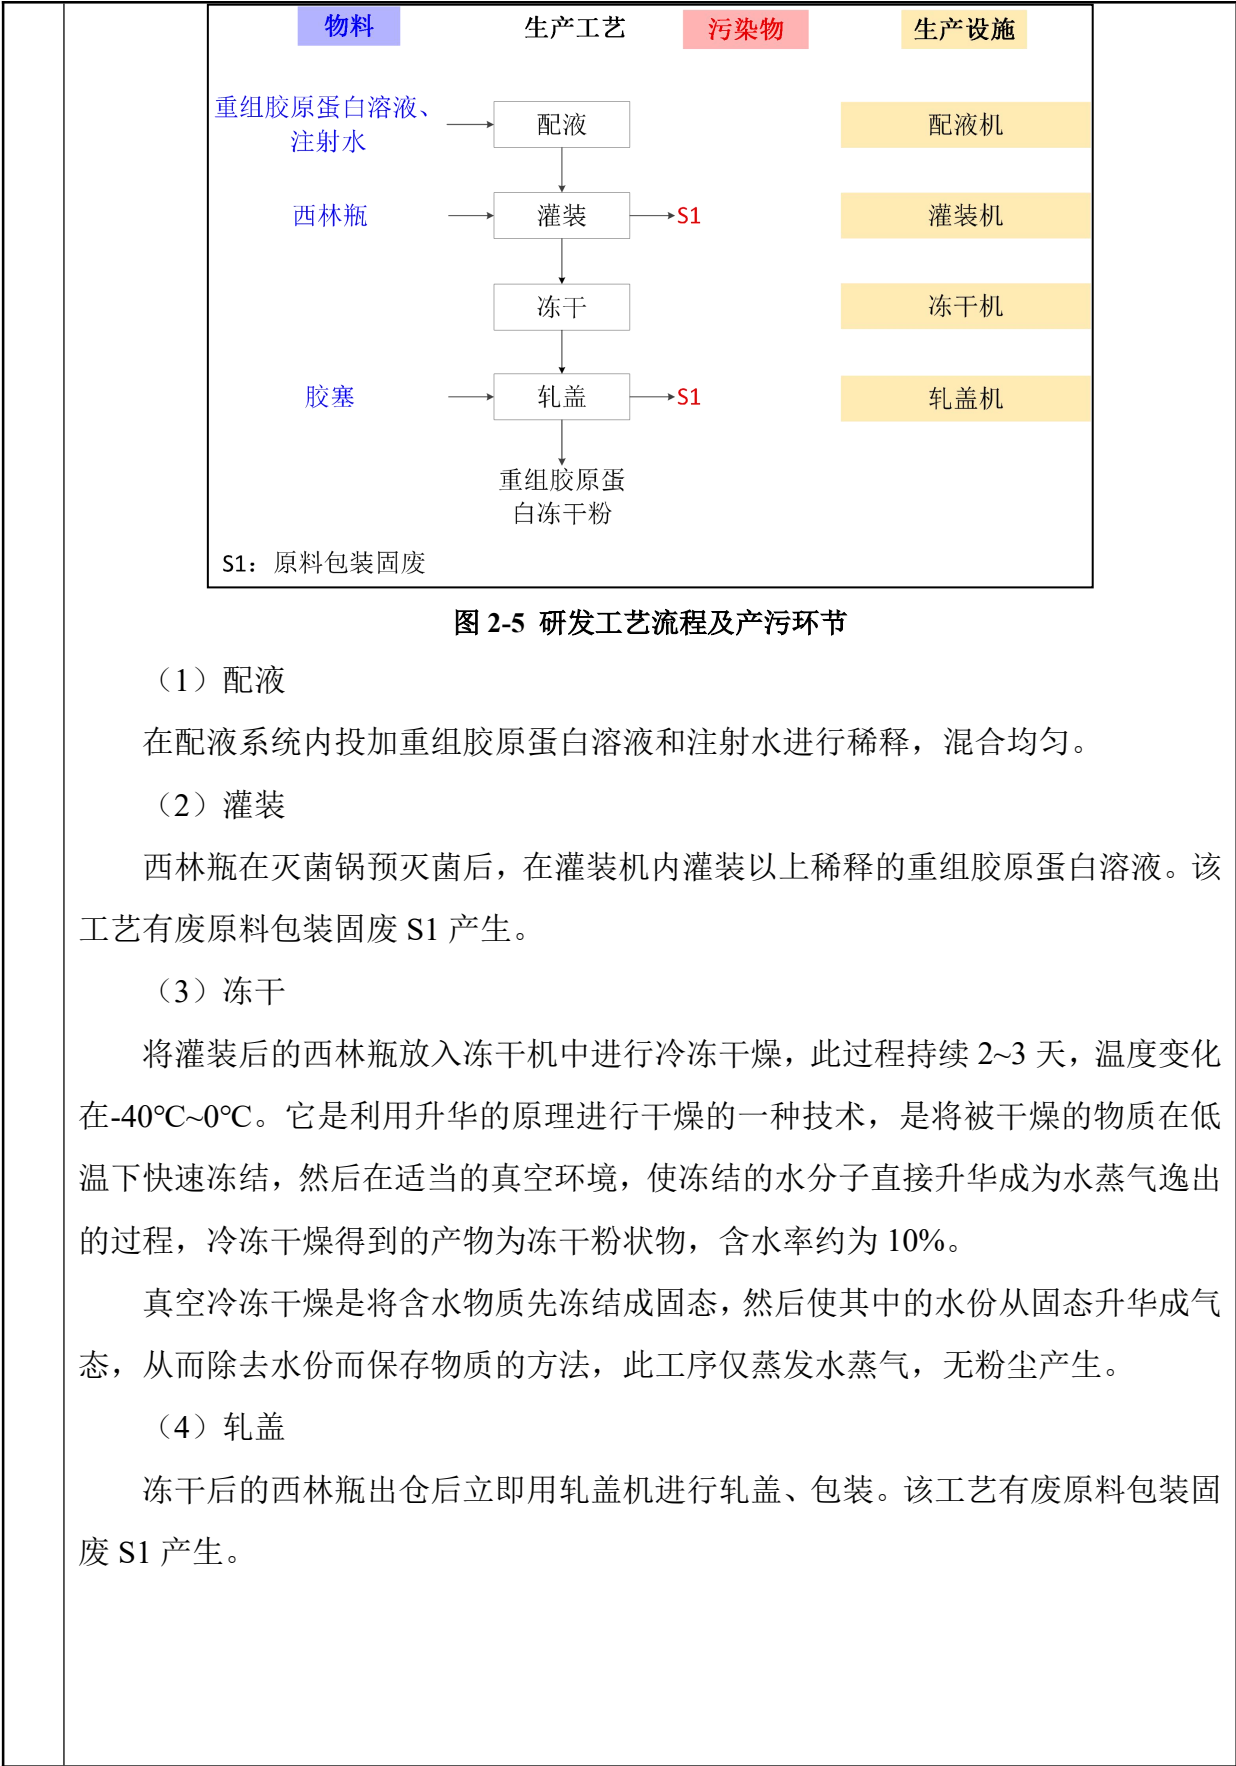 物料 生产工艺 污染物 生产设施
重组胶原蛋白溶液、
注射水
配液 配液机
西林瓶 灌装 S1 灌装机
冻干 冻干机
胶塞 轧盖 S1 轧盖机
重组胶原蛋
白冻干粉
S1：原料包装固废
图 2-5 研发工艺流程及产污环节
（1）配液
在配液系统内投加重组胶原蛋白溶液和注射水进行稀释，混合均匀。
（2）灌装
西林瓶在灭菌锅预灭菌后，在灌装机内灌装以上稀释的重组胶原蛋白溶液。该
工艺有废原料包装固废 S1 产生。
（3）冻干
将灌装后的西林瓶放入冻干机中进行冷冻干燥，此过程持续 2~3 天，温度变化
在-40℃~0℃。它是利用升华的原理进行干燥的一种技术，是将被干燥的物质在低
温下快速冻结，然后在适当的真空环境，使冻结的水分子直接升华成为水蒸气逸出
的过程，冷冻干燥得到的产物为冻干粉状物，含水率约为 10%。
真空冷冻干燥是将含水物质先冻结成固态，然后使其中的水份从固态升华成气
态，从而除去水份而保存物质的方法，此工序仅蒸发水蒸气，无粉尘产生。
（4）轧盖
冻干后的西林瓶出仓后立即用轧盖机进行轧盖、包装。该工艺有废原料包装固
废 S1 产生。